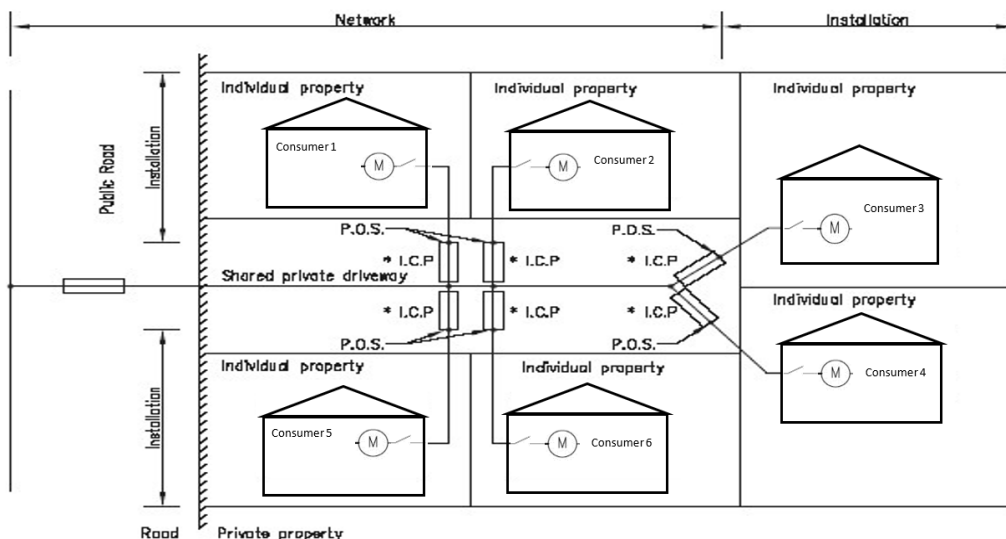 Network
Installation
Individual property
Individual property
Individual property
Consumer 1
M
M
Consumer 2
Public Road
Installation
Consumer 3
M
P.O.S.
P.D.S.
* I.C.P
* I.C.P
* I.C.P
Shared private driveway
* I.C.P
* I.C.P
* I.C.P
Individual property
P.O.S.
P.O.S.
Individual property
Individual property
M
Consumer 4
Installation
Consumer 5
M
M
Consumer 6
Road
Private property